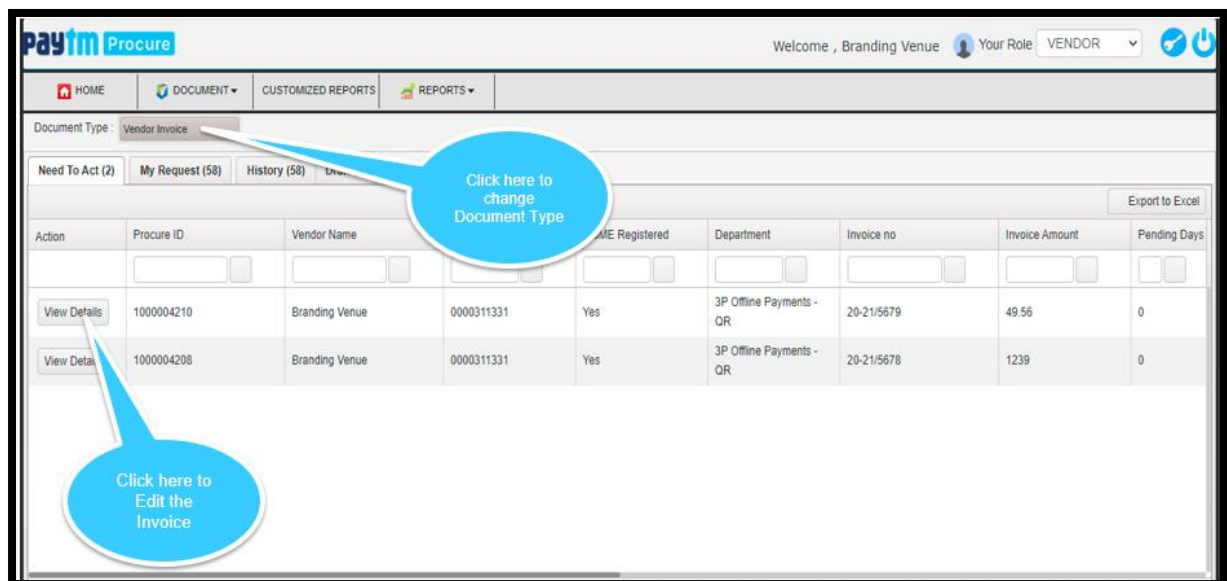 paytm Procure
Welcome , Branding Venue Your Role VENDOR
HOME DOCUMENT CUSTOMIZED REPORTS REPORTS
Document Type : Vendor Invoice
Need To Act (2) My Request (58) History (58)
Click here to
change
Document Type
Export to Excel
Action Procure ID Vendor Name Registered Department Invoice no Invoice Amount Pending Days
View Details 1000004210 Branding Venue 0000311331 Yes 3P Offline Payments -
QR 20-21/5679 49.56 0
View 1000004208 Branding Venue 0000311331 Yes 3P Offline Payments -
QR 20-21/5678 1239 0
Click here to
Edit the
Invoice